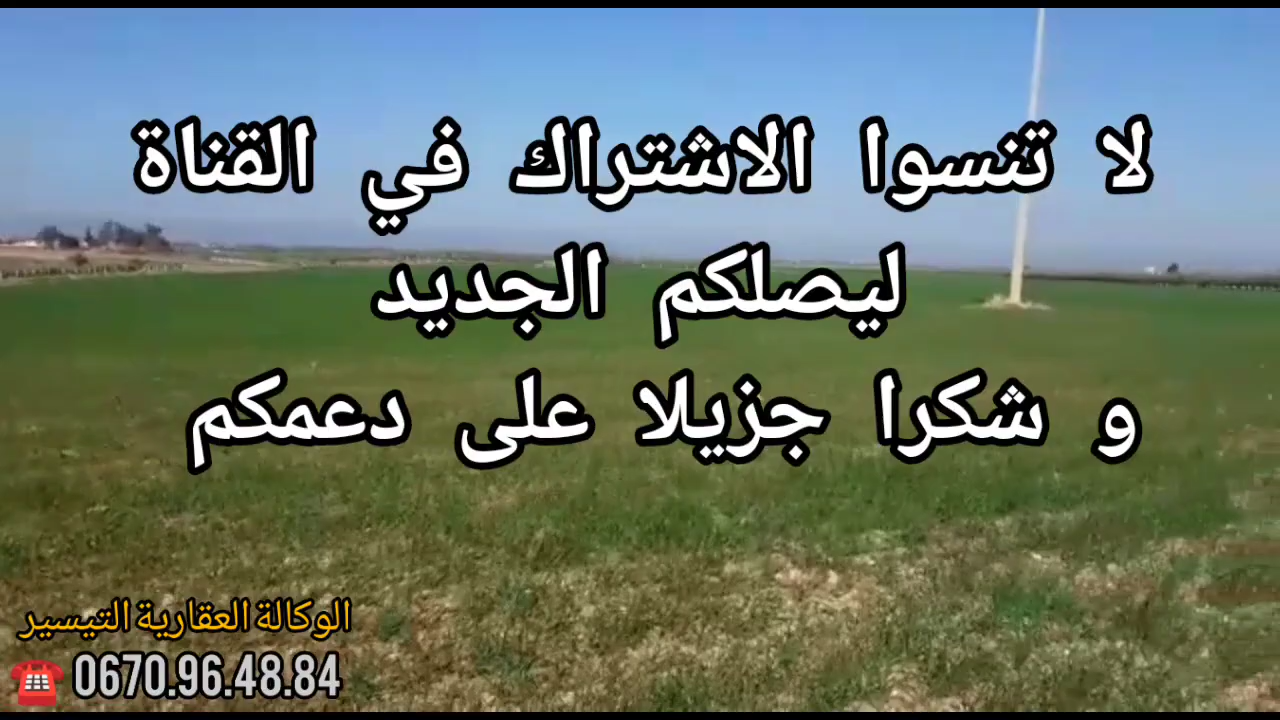 لا تنسوا الاشتراك في القناة
ليصلكم الجديد
و شكرا جزيلا على دعمكم
الوكالة العقارية التيسير
☎️ 0670.96.48.84